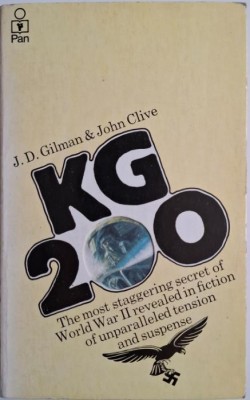 Pan
J. D. Gilman & John Clive
KG
200
The most staggering secret of
World War II revealed in fiction
of unparalleled tension
and suspense